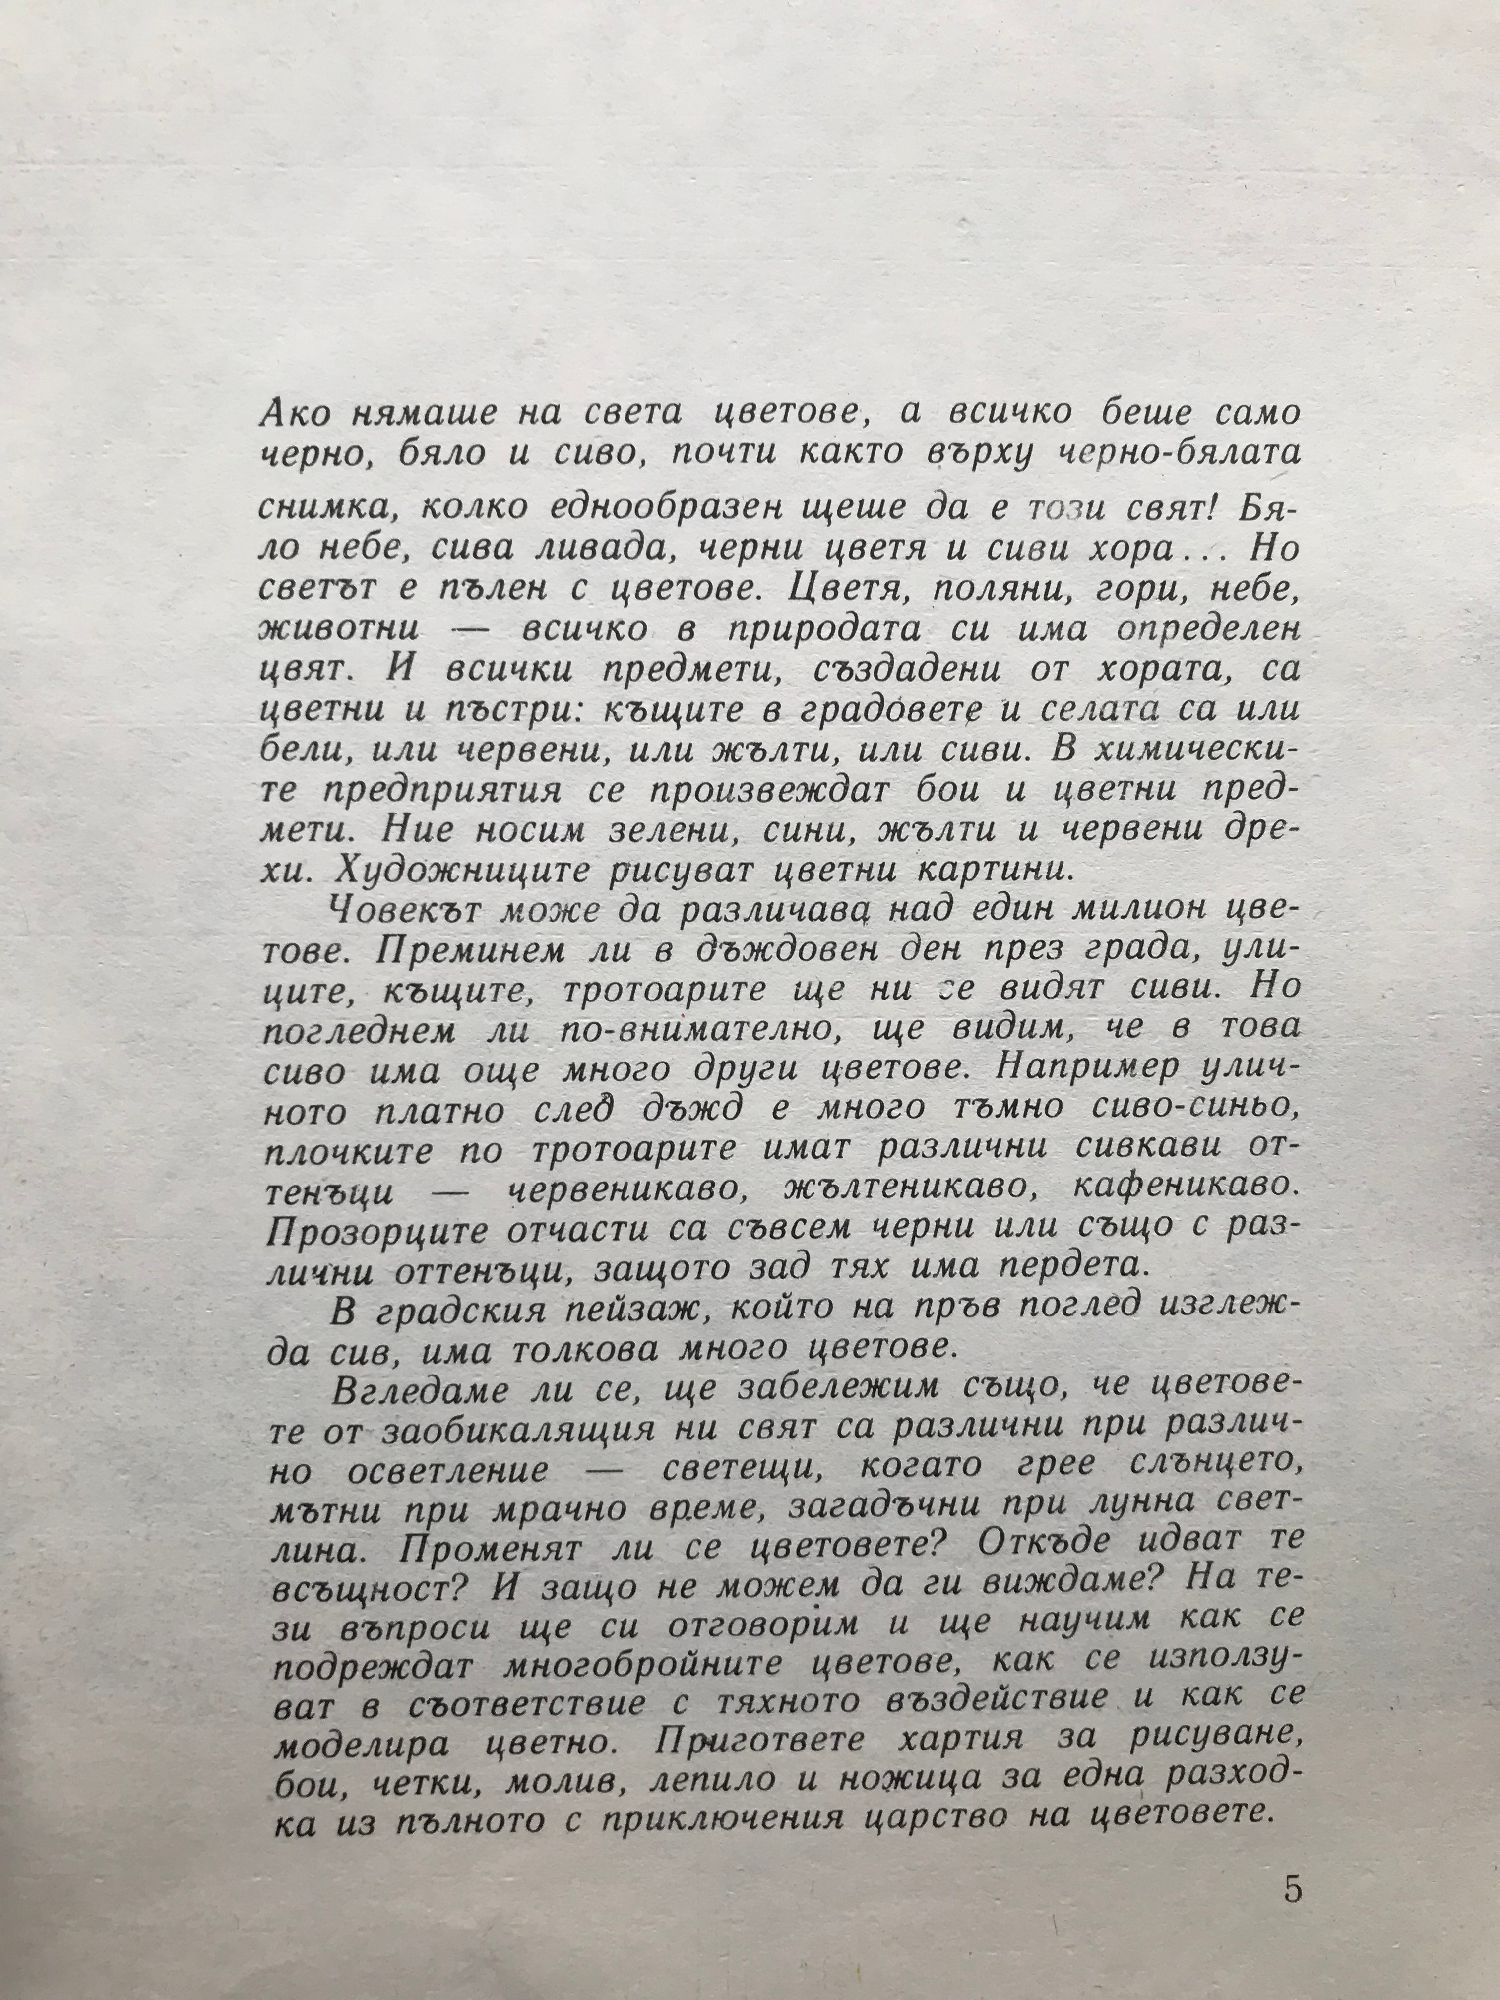 Ако нямаше на света цветове, а всичко беше само
черно, бяло и сиво, почти както върху черно-бялата
снимка, колко еднообразен щеше да е този свят! Бя-
ло небе, сива ливада, черни цветя и сиви хора... Но
светът е пълен с цветове. Цветя, поляни, гори, небе,
животни — всичко в природата си има определен
цвят. И всички предмети, създадени от хората, са
цветни и пъстри: къщите в градовете и селата са или
бели, или червени, или жълти, или сиви. В химически-
те предприятия се произвеждат бои и цветни пред-
мети. Ние носим зелени, сини, жълти и червени дре-
хи. Художниците рисуват цветни картини.
Човекът може да различава над един милион цве-
тове. Преминем ли в дъждовен ден през града, ули-
ците, къщите, тротоарите ще ни се видят сиви. Но
погледнем ли по-внимателно, ще видим, че в това
сиво има още много други цветове. Например улич-
ното платно след дъжд е много тъмно сиво-синьо,
плочките по тротоарите имат различни сивкави от-
тенъци — червеникаво, жълтеникаво, кафеникаво.
Прозорците отчасти са съвсем черни или също с раз-
лични оттенъци, защото зад тях има пердета.
В градския пейзаж, който на пръв поглед изглеж-
да сив, има толкова много цветове.
Вгледаме ли се, ще забележим също, че цветове-
те от заобикалящия ни свят са различни при различ-
но осветление — светещи, когато грее слънцето,
мътни при мрачно време, загадъчни при лунна свет-
лина. Променят ли се цветовете? Откъде идват те
всъщност? И защо не можем да ги виждаме? На те-
зи въпроси ще си отговорим и ще научим как се
подреждат многобройните цветове, как се използу-
ват в съответствие с тяхното въздействие и как се
моделира цветно. Пригответе хартия за рисуване,
бои, четки, молив, лепило и ножица за една разход-
ка из пълното с приключения царство на цветовете.
5